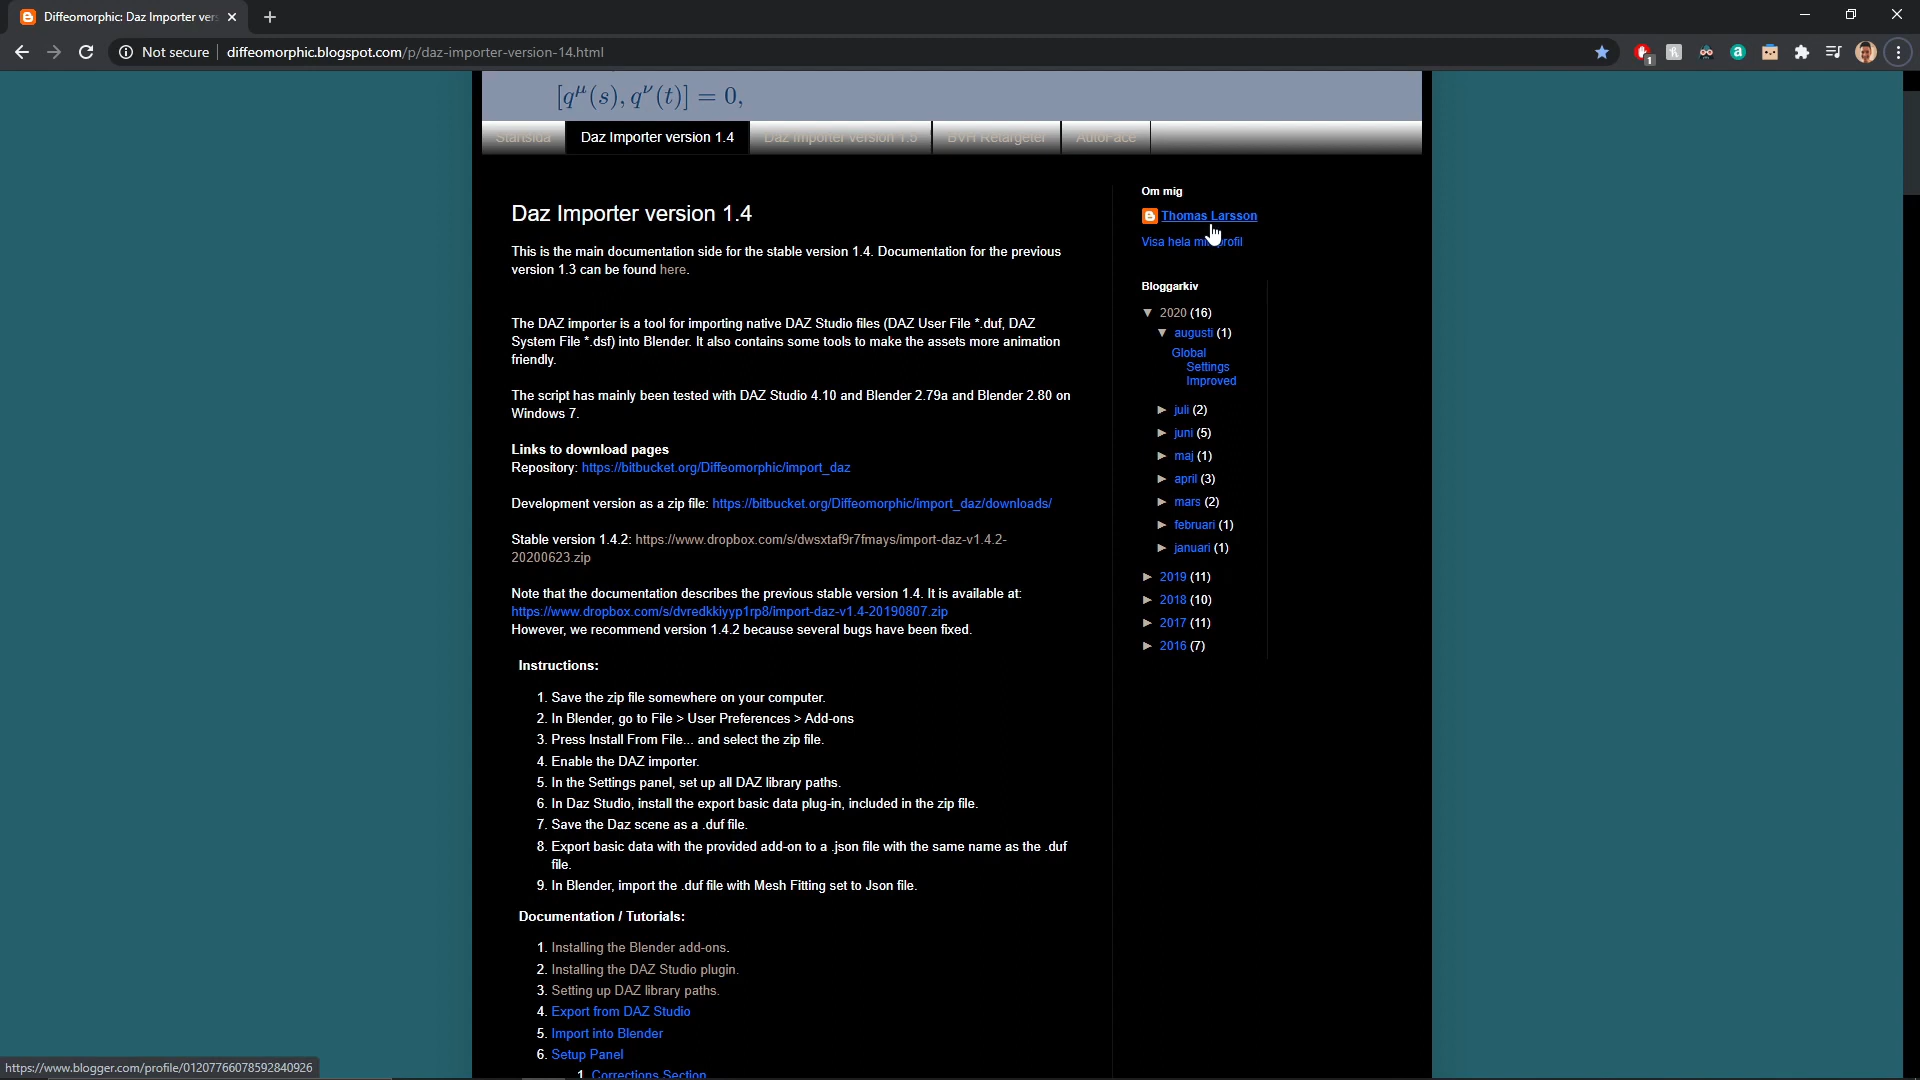 Diffeomorphic: Daz Importer ver
Not secure
diffeomorphic.blogspot.com/p/daz-importer-version-14.html
1
[q^μ(s), q^ν(t)] = 0,
Startsida
Daz Importer version 1.4
Daz Importer version 1.5
BVH Retargeter
AutoFace
Daz Importer version 1.4
This is the main documentation side for the stable version 1.4. Documentation for the previous
version 1.3 can be found here.
The DAZ importer is a tool for importing native DAZ Studio files (DAZ User File *.duf, DAZ
System File *.dsf) into Blender. It also contains some tools to make the assets more animation
friendly.
The script has mainly been tested with DAZ Studio 4.10 and Blender 2.79a and Blender 2.80 on
Windows 7.
Links to download pages
Repository: https://bitbucket.org/Diffeomorphic/import_daz
Development version as a zip file: https://bitbucket.org/Diffeomorphic/import_daz/downloads/
Stable version 1.4.2: https://www.dropbox.com/s/dwsxtaf9r7fmays/import-daz-v1.4.2-
20200623.zip
Note that the documentation describes the previous stable version 1.4. It is available at:
https://www.dropbox.com/s/dvredkkiyyp1rp8/import-daz-v1.4-20190807.zip
However, we recommend version 1.4.2 because several bugs have been fixed.
Instructions:
1. Save the zip file somewhere on your computer.
2. In Blender, go to File > User Preferences > Add-ons
3. Press Install From File... and select the zip file.
4. Enable the DAZ importer.
5. In the Settings panel, set up all DAZ library paths.
6. In Daz Studio, install the export basic data plug-in, included in the zip file.
7. Save the Daz scene as a .duf file.
8. Export basic data with the provided add-on to a .json file with the same name as the .duf
file.
9. In Blender, import the .duf file with Mesh Fitting set to Json file.
Documentation / Tutorials:
1. Installing the Blender add-ons.
2. Installing the DAZ Studio plugin.
3. Setting up DAZ library paths.
4. Export from DAZ Studio
5. Import into Blender
6. Setup Panel
1. Corrections Section
Om mig
Thomas Larsson
Visa hela profil
Bloggarkiv
▼ 2020 (16)
▼ augusti (1)
Global
Settings
Improved
► juli (2)
► juni (5)
► maj (1)
► april (3)
► mars (2)
► februari (1)
► januari (1)
► 2019 (11)
► 2018 (10)
► 2017 (11)
► 2016 (7)
https://www.blogger.com/profile/01207766078592840926